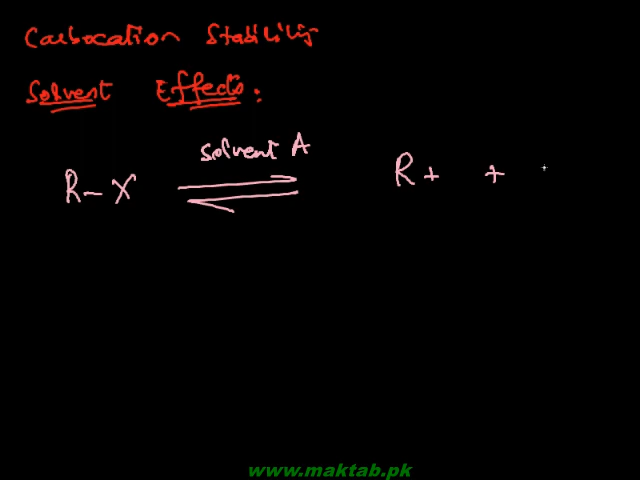 Carbocation Stability
Solvent Effects:
Solvent A
R-X ⇌ R+ +
www.maktab.pk